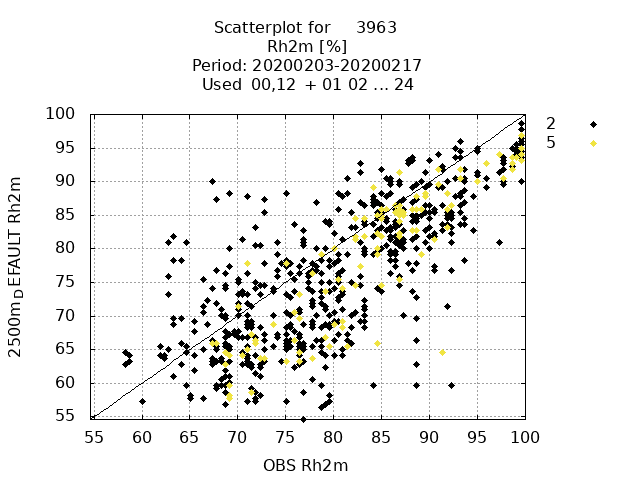 Scatterplot for 3963
Rh2m [%]
Period: 20200203-20200217
Used 00,12 + 01 02 ... 24
2
5
100
95
90
85
80
75
70
65
60
55
2500m_DEFAULT Rh2m
55 60 65 70 75 80 85 90 95 100
OBS Rh2m